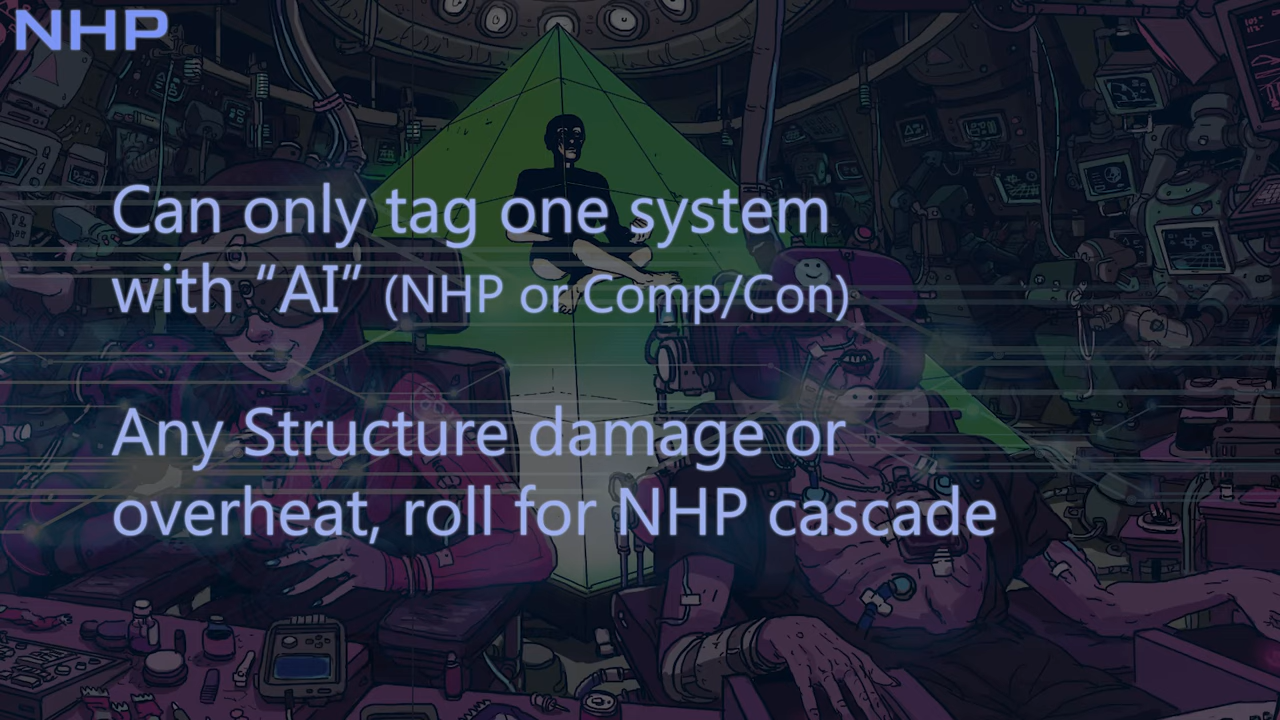 NHP
Can only tag one system
with “AI” (NHP or Comp/Con)
Any Structure damage or
overheat, roll for NHP cascade